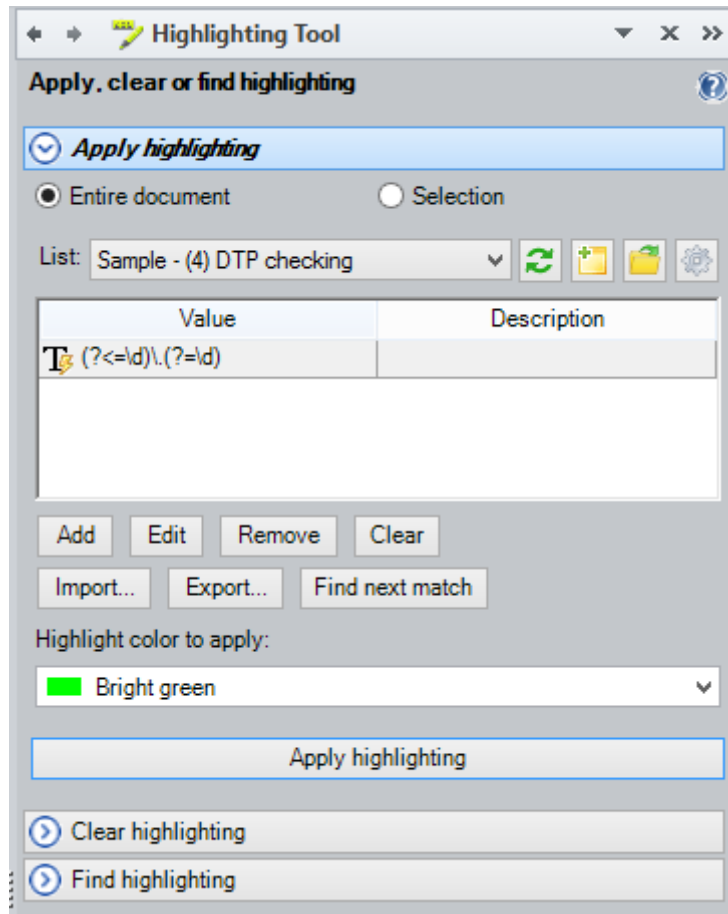 Highlighting Tool
Apply, clear or find highlighting
Apply highlighting
Entire document Selection
List: Sample - (4) DTP checking
Value Description
(?<=\d)\.(?=\d)
Add Edit Remove Clear
Import... Export... Find next match
Highlight color to apply:
Bright green
Apply highlighting
Clear highlighting
Find highlighting